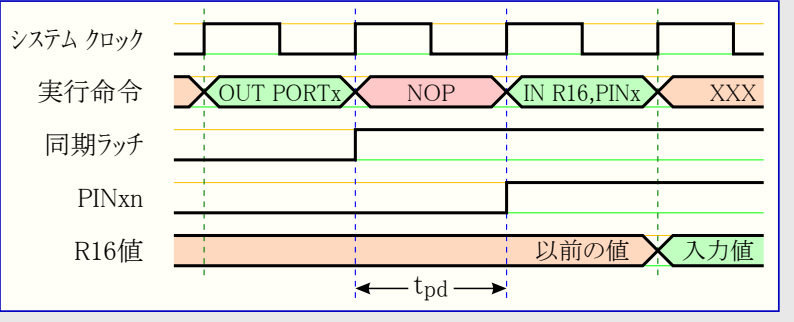 システム クロック
実行命令 OUT PORTx NOP IN R16,PINx XXX
同期ラッチ
PINxn
R16値 以前の値 入力値
tpd